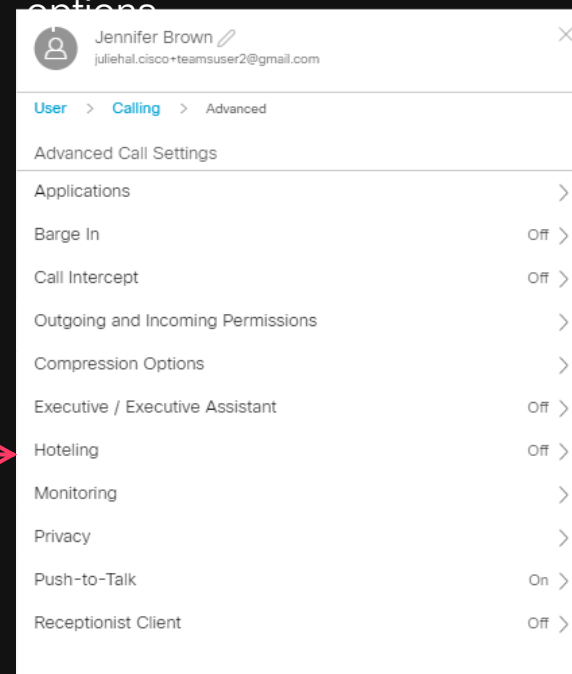 options
Jennifer Brown
juliehal.cisco+teamsuser2@gmail.com
User > Calling > Advanced
Advanced Call Settings
Applications
Barge In Off
Call Intercept Off
Outgoing and Incoming Permissions
Compression Options
Executive / Executive Assistant Off
Hoteling Off
Monitoring
Privacy
Push-to-Talk On
Receptionist Client Off